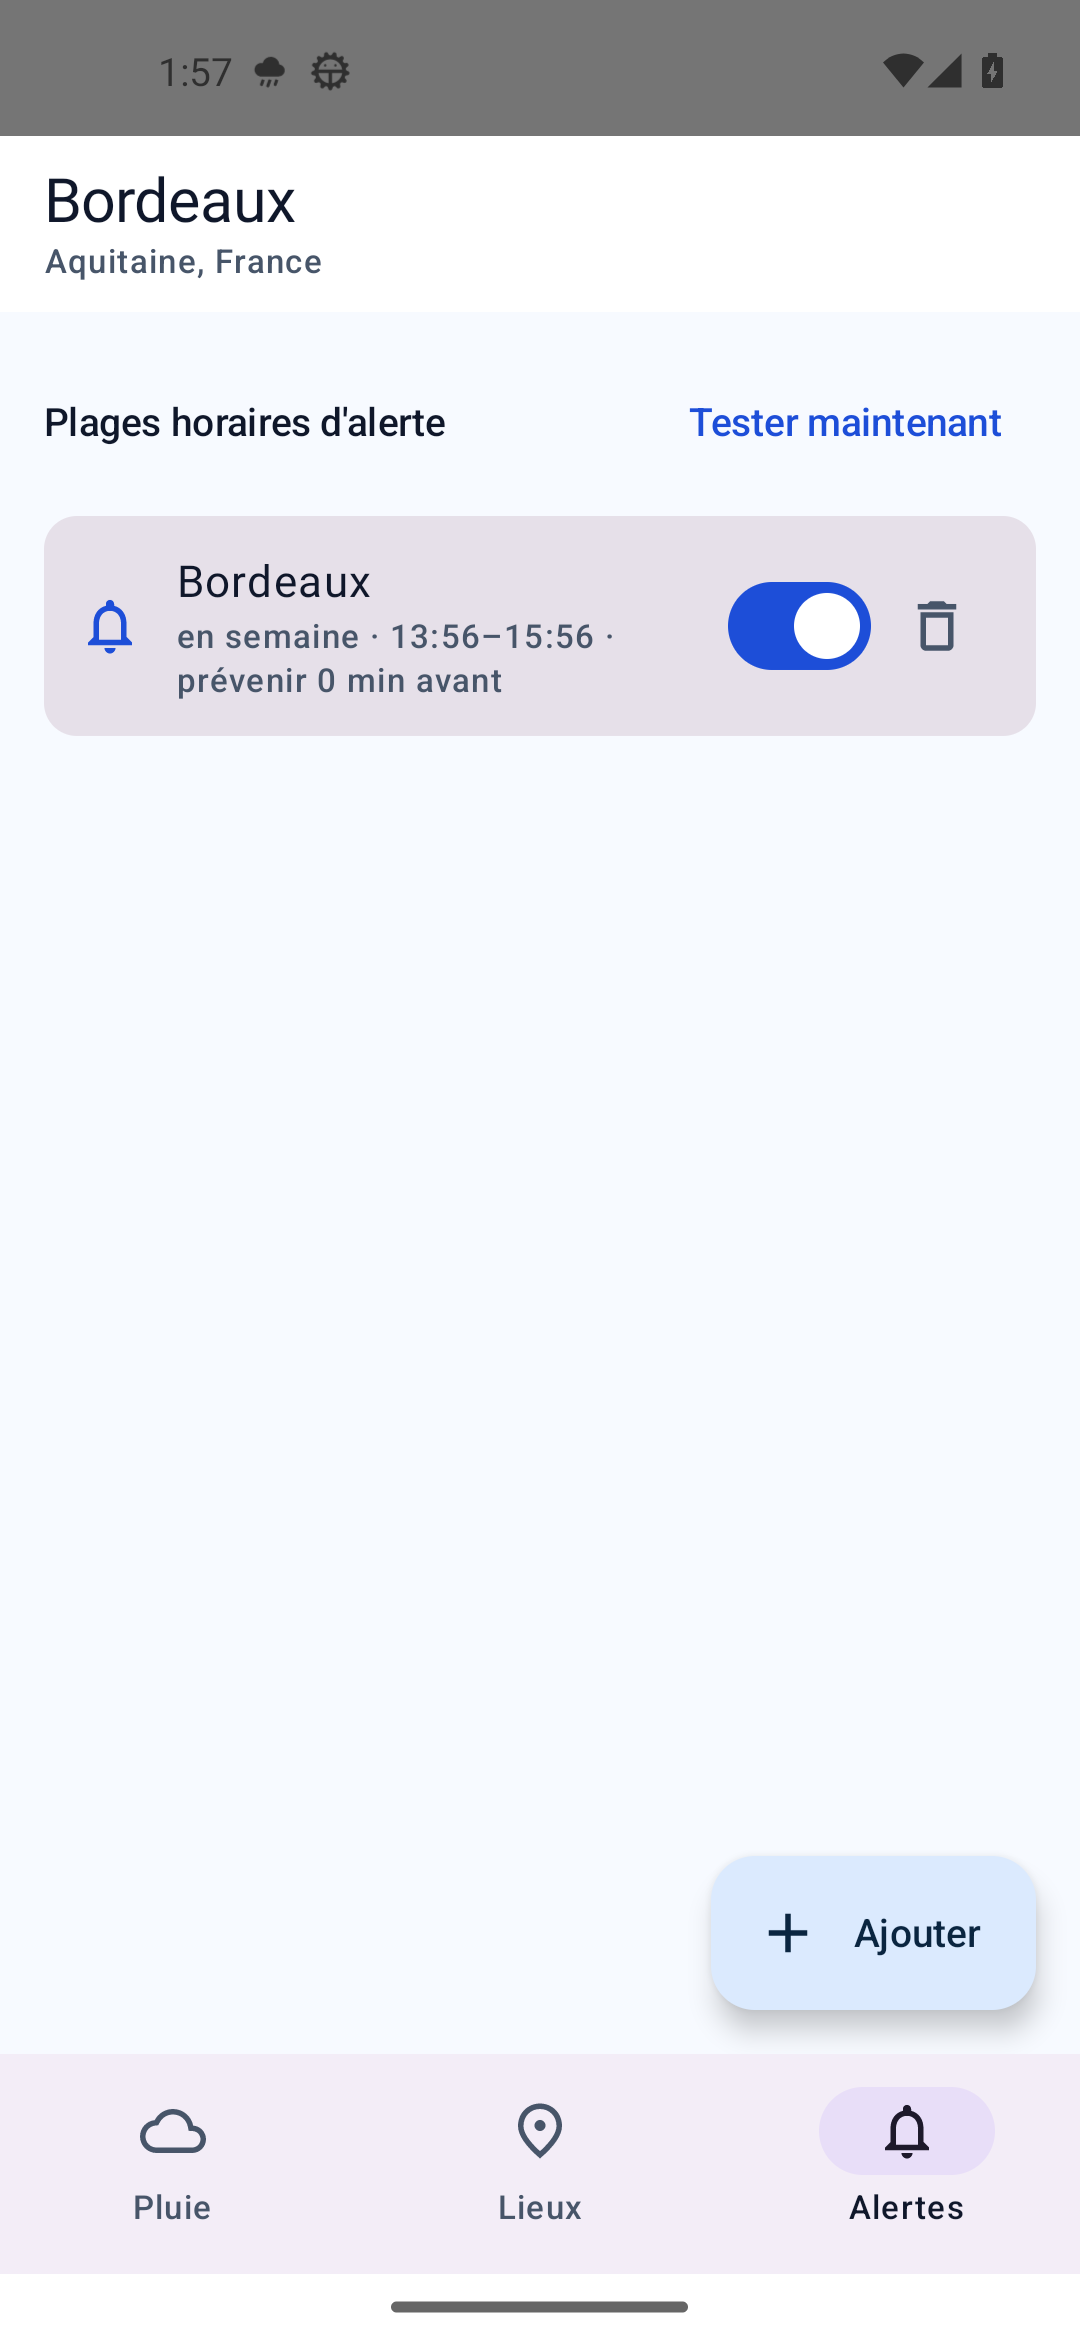 1:57
Bordeaux
Aquitaine, France
Plages horaires d'alerte
Tester maintenant
Bordeaux
en semaine · 13:56–15:56 ·
prévenir 0 min avant
Ajouter
Pluie
Lieux
Alertes